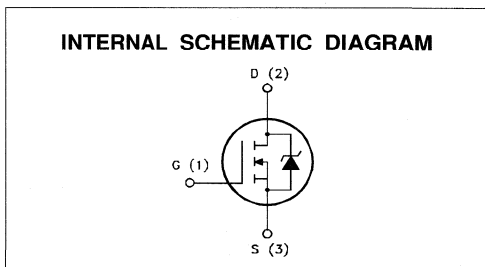 INTERNAL SCHEMATIC DIAGRAM
D (2)
G (1)
S (3)